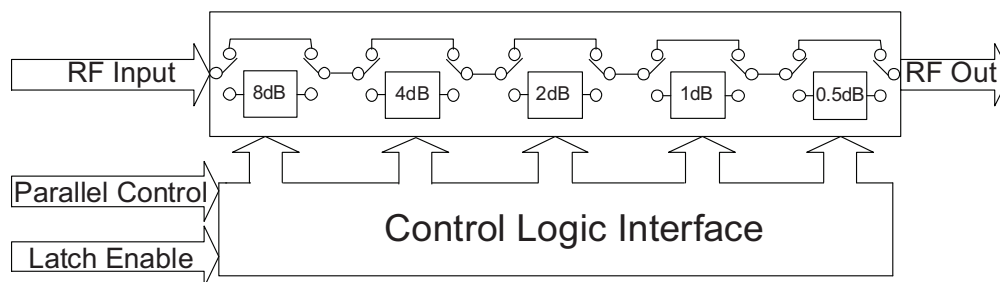 RF Input
8dB
4dB
2dB
1dB
0.5dB
RF Out
Parallel Control
Latch Enable
Control Logic Interface